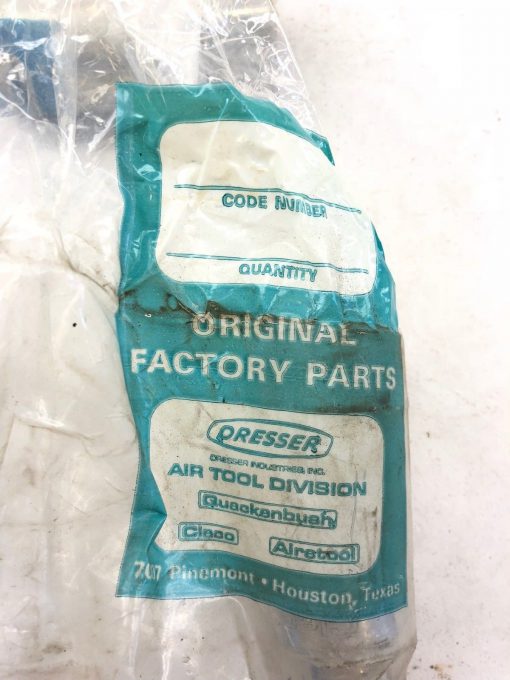 CODE NUMBER
QUANTITY
ORIGINAL
FACTORY PARTS
DRESSER
DRESSER INDUSTRIES, INC.
AIR TOOL DIVISION
Quackenbush
Cleco Airetool
7007 Pinemont • Houston, Texas